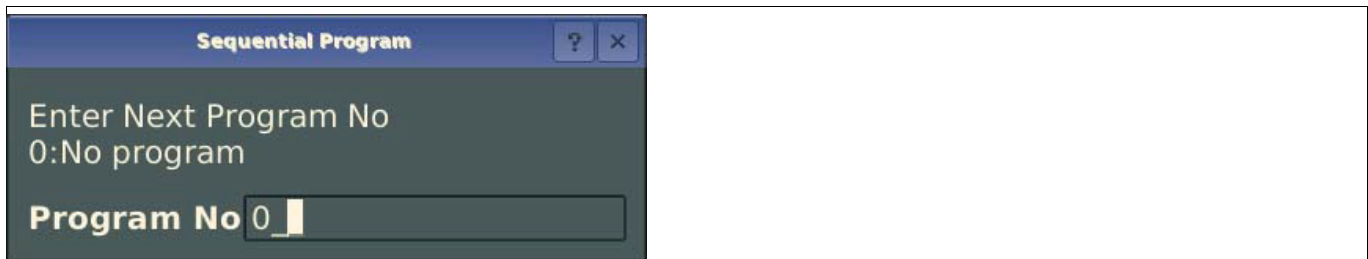 Sequential Program
? ×
Enter Next Program No
0:No program
Program No 0_